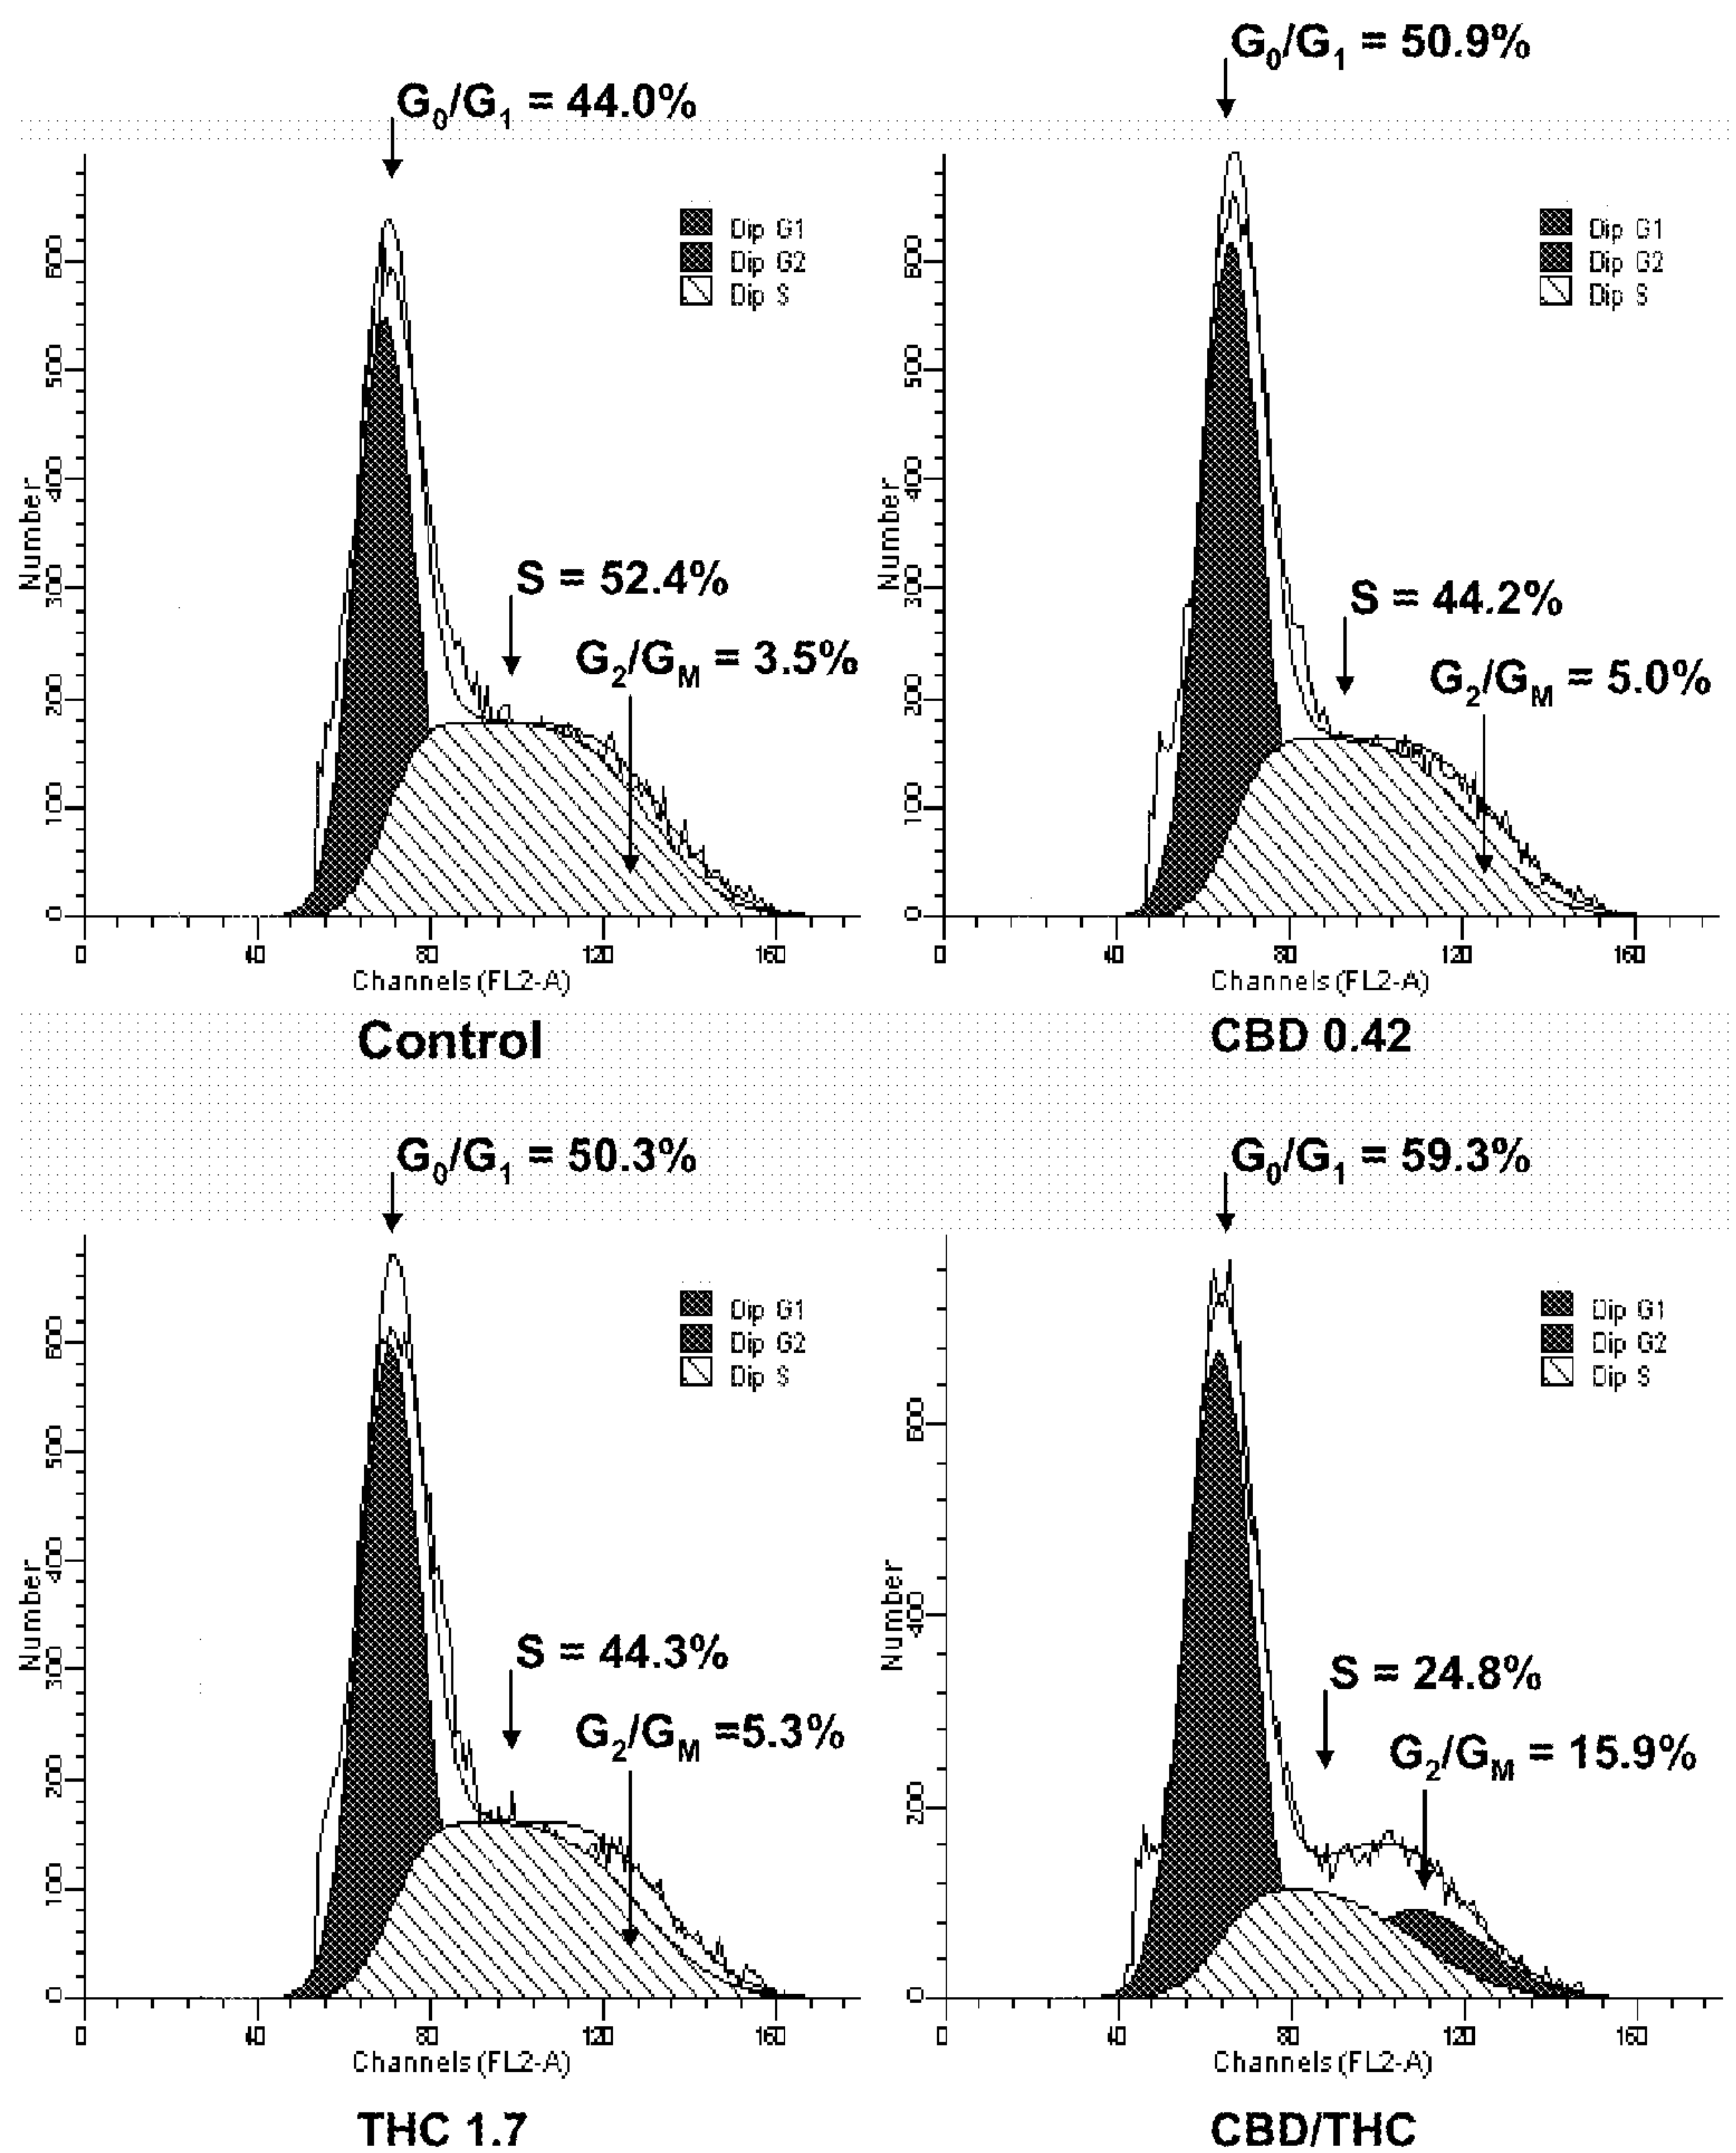 G₀/G₁ = 44.0%
Dip G1
Dip G2
Dip S
S = 52.4%
G₂/G_M = 3.5%
Number
600
500
400
300
200
100
0
0 40 80 120 160
Channels (FL2-A)
Control
G₀/G₁ = 50.9%
Dip G1
Dip G2
Dip S
S = 44.2%
G₂/G_M = 5.0%
Number
600
500
400
300
200
100
0
0 40 80 120 160
Channels (FL2-A)
CBD 0.42
G₀/G₁ = 50.3%
Dip G1
Dip G2
Dip S
S = 44.3%
G₂/G_M =5.3%
Number
600
500
400
300
200
100
0
0 40 80 120 160
Channels (FL2-A)
THC 1.7
G₀/G₁ = 59.3%
Dip G1
Dip G2
Dip S
S = 24.8%
G₂/G_M = 15.9%
Number
600
400
200
0
0 40 80 120 160
Channels (FL2-A)
CBD/THC